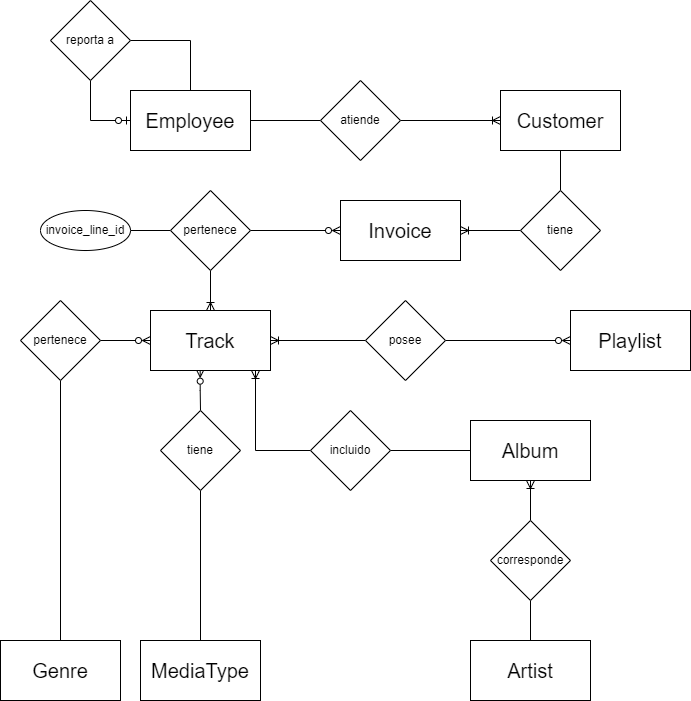 reporta a
Employee
atiende
Customer
invoice_line_id
pertenece
Invoice
tiene
pertenece
Track
posee
Playlist
tiene
incluido
Album
corresponde
Genre
MediaType
Artist